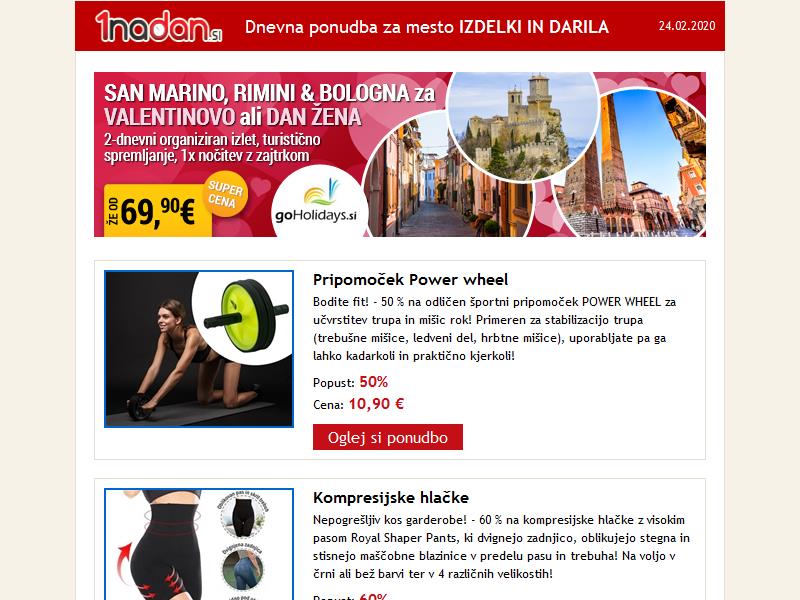 1nadan.si
Dnevna ponudba za mesto IZDELKI IN DARILA
24.02.2020
SAN MARINO, RIMINI & BOLOGNA za
VALENTINOVO ali DAN ŽENA
2-dnevni organiziran izlet, turistično
spremljanje, 1x nočitev z zajtrkom
ŽE OD 69,90€
SUPER
CENA
goHolidays.si
Pripomoček Power wheel
Bodite fit! - 50 % na odličen športni pripomoček POWER WHEEL za
učvrstitev trupa in mišic rok! Primeren za stabilizacijo trupa
(trebušne mišice, ledveni del, hrbtne mišice), uporabljate pa ga
lahko kadarkoli in praktično kjerkoli!
Popust: 50%
Cena: 10,90 €
Oglej si ponudbo
Kompresijske hlačke
Nepogrešljiv kos garderobe! - 60 % na kompresijske hlačke z visokim
pasom Royal Shaper Pants, ki dvignejo zadnjico, oblikujejo stegna in
stisnejo maščobne blazinice v predelu pasu in trebuha! Na voljo v
črni ali bež barvi ter v 4 različnih velikostih!
Popust: 60%